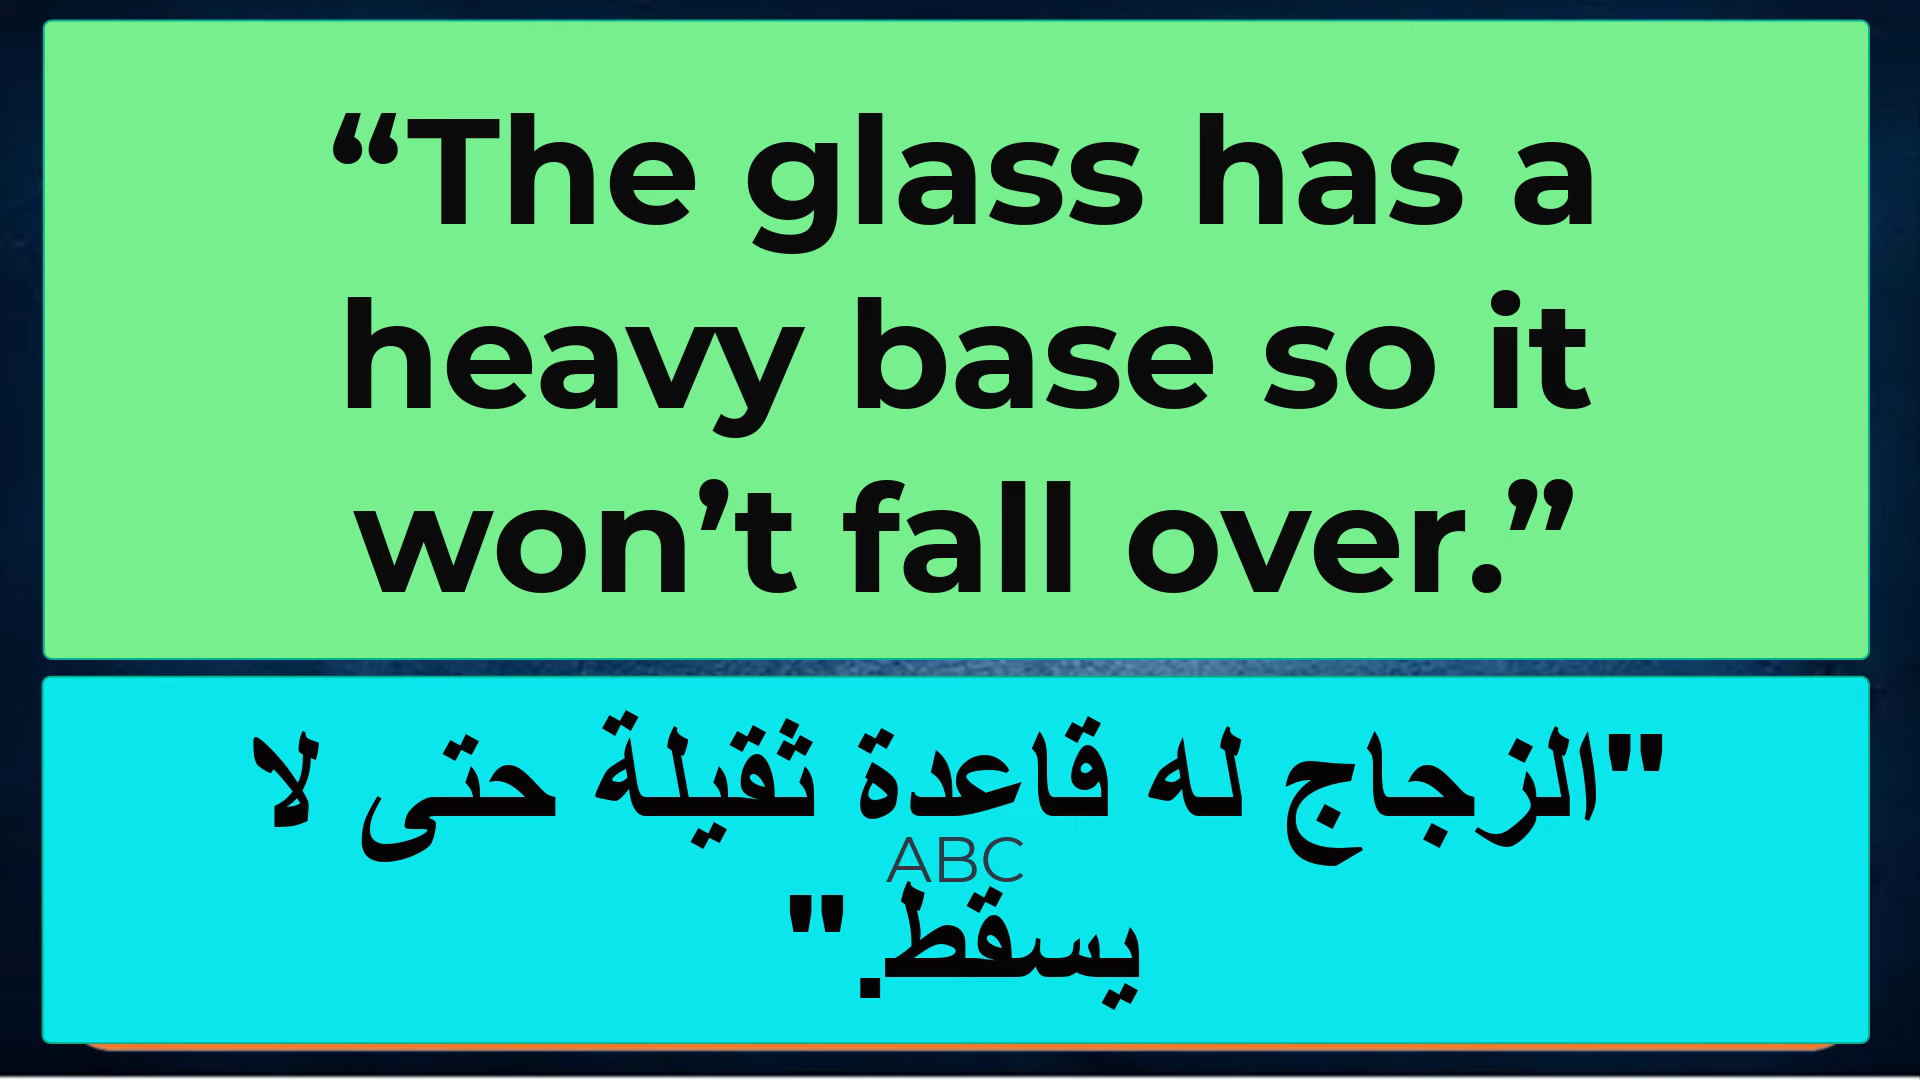 “The glass has a
heavy base so it
won’t fall over.”
"الزجاج له قاعدة ثقيلة حتى لا
ABC
يسقط."